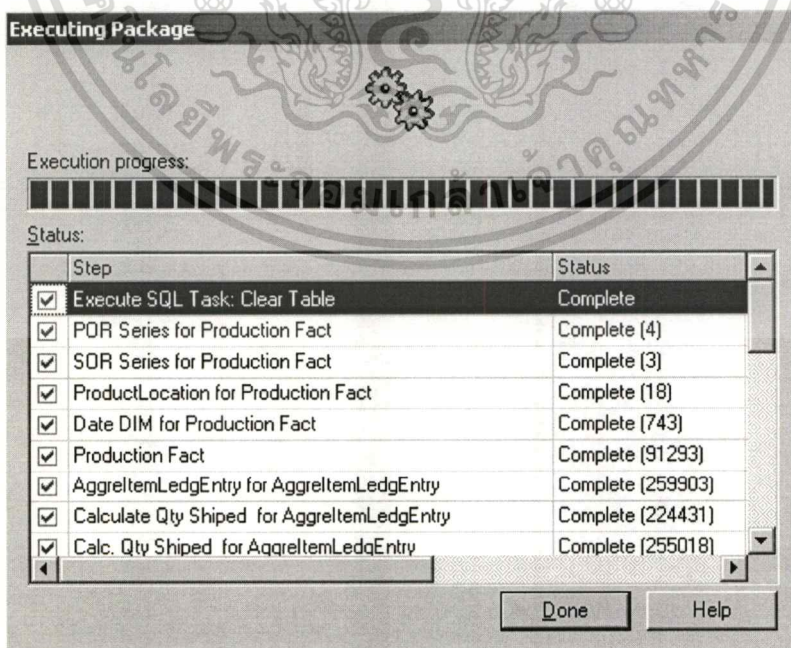 Executing Package
Execution progress:
Status:
Step Status
Execute SQL Task: Clear Table Complete
POR Series for Production Fact Complete (4)
SOR Series for Production Fact Complete (3)
ProductLocation for Production Fact Complete (18)
Date DIM for Production Fact Complete (743)
Production Fact Complete (91293)
AggreItemLedgEntry for AggreItemLedgEntry Complete (259903)
Calculate Qty Shiped for AggreItemLedgEntry Complete (224431)
Calc. Qty Shiped for AggreItemLedgEntry Complete (255018)
Done Help